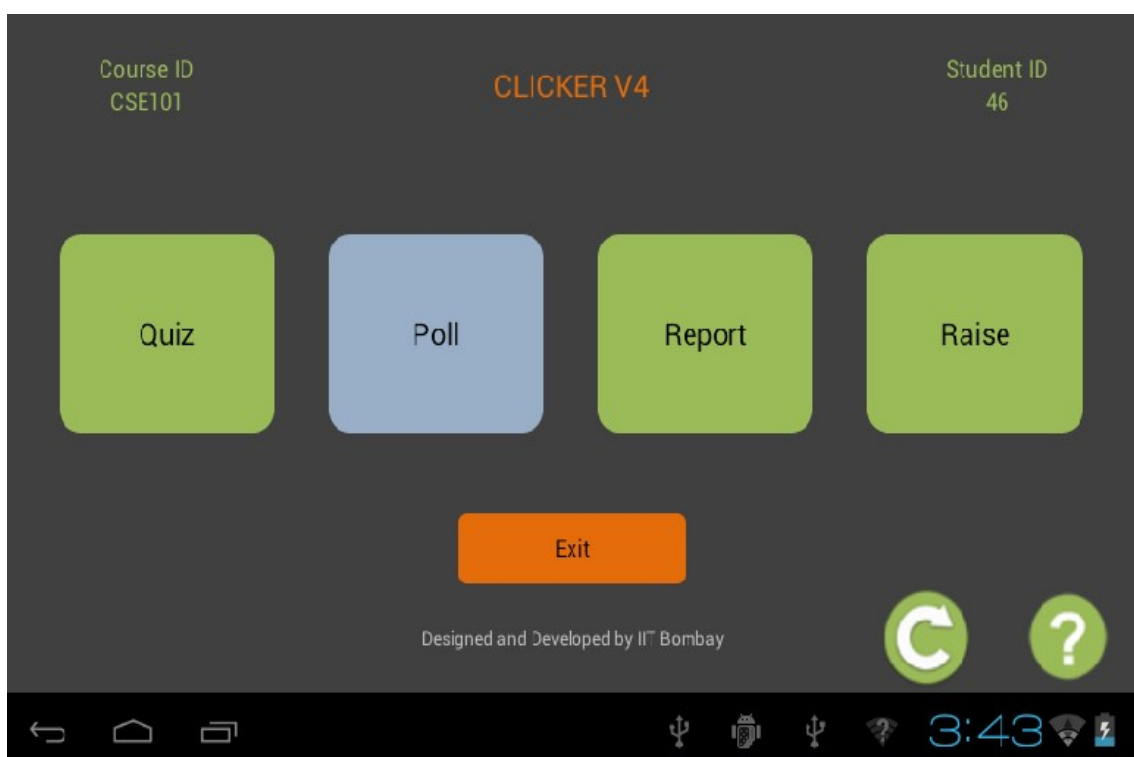 Course ID
CSE101
CLICKER V4
Student ID
46
Quiz
Poll
Report
Raise
Exit
Designed and Developed by IIT Bombay
?
3:43